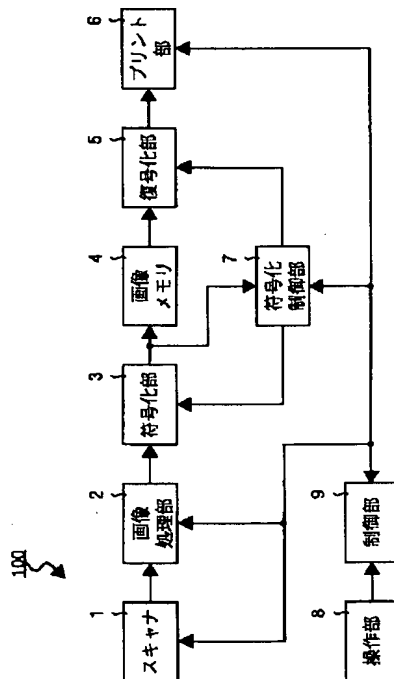 100
1
スキャナ
2
画像
処理部
3
符号化部
4
画像
メモリ
5
復号化部
6
プリント
部
7
符号化
制御部
8
操作部
9
制御部